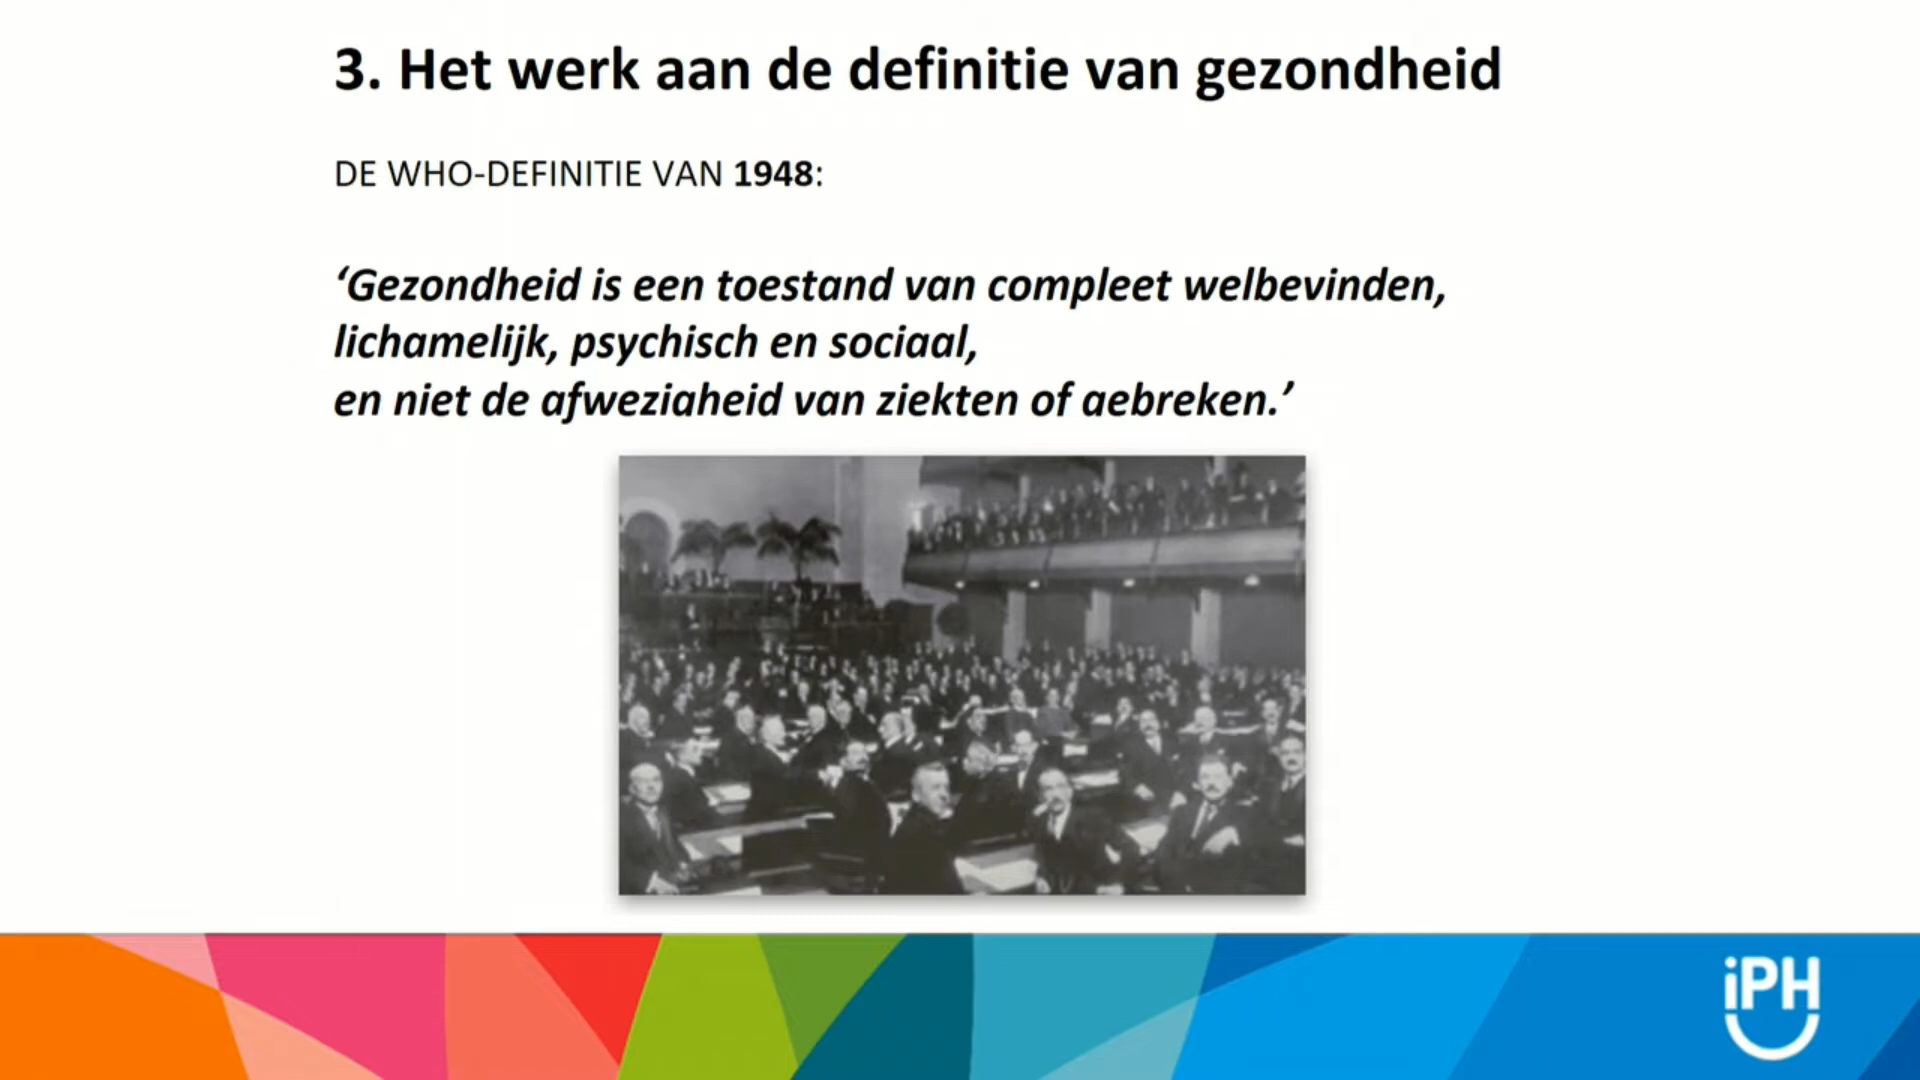 3. Het werk aan de definitie van gezondheid
DE WHO-DEFINITIE VAN 1948:
‘Gezondheid is een toestand van compleet welbevinden,
lichamelijk, psychisch en sociaal,
en niet de afwezigheid van ziekten of gebreken.’
iPH